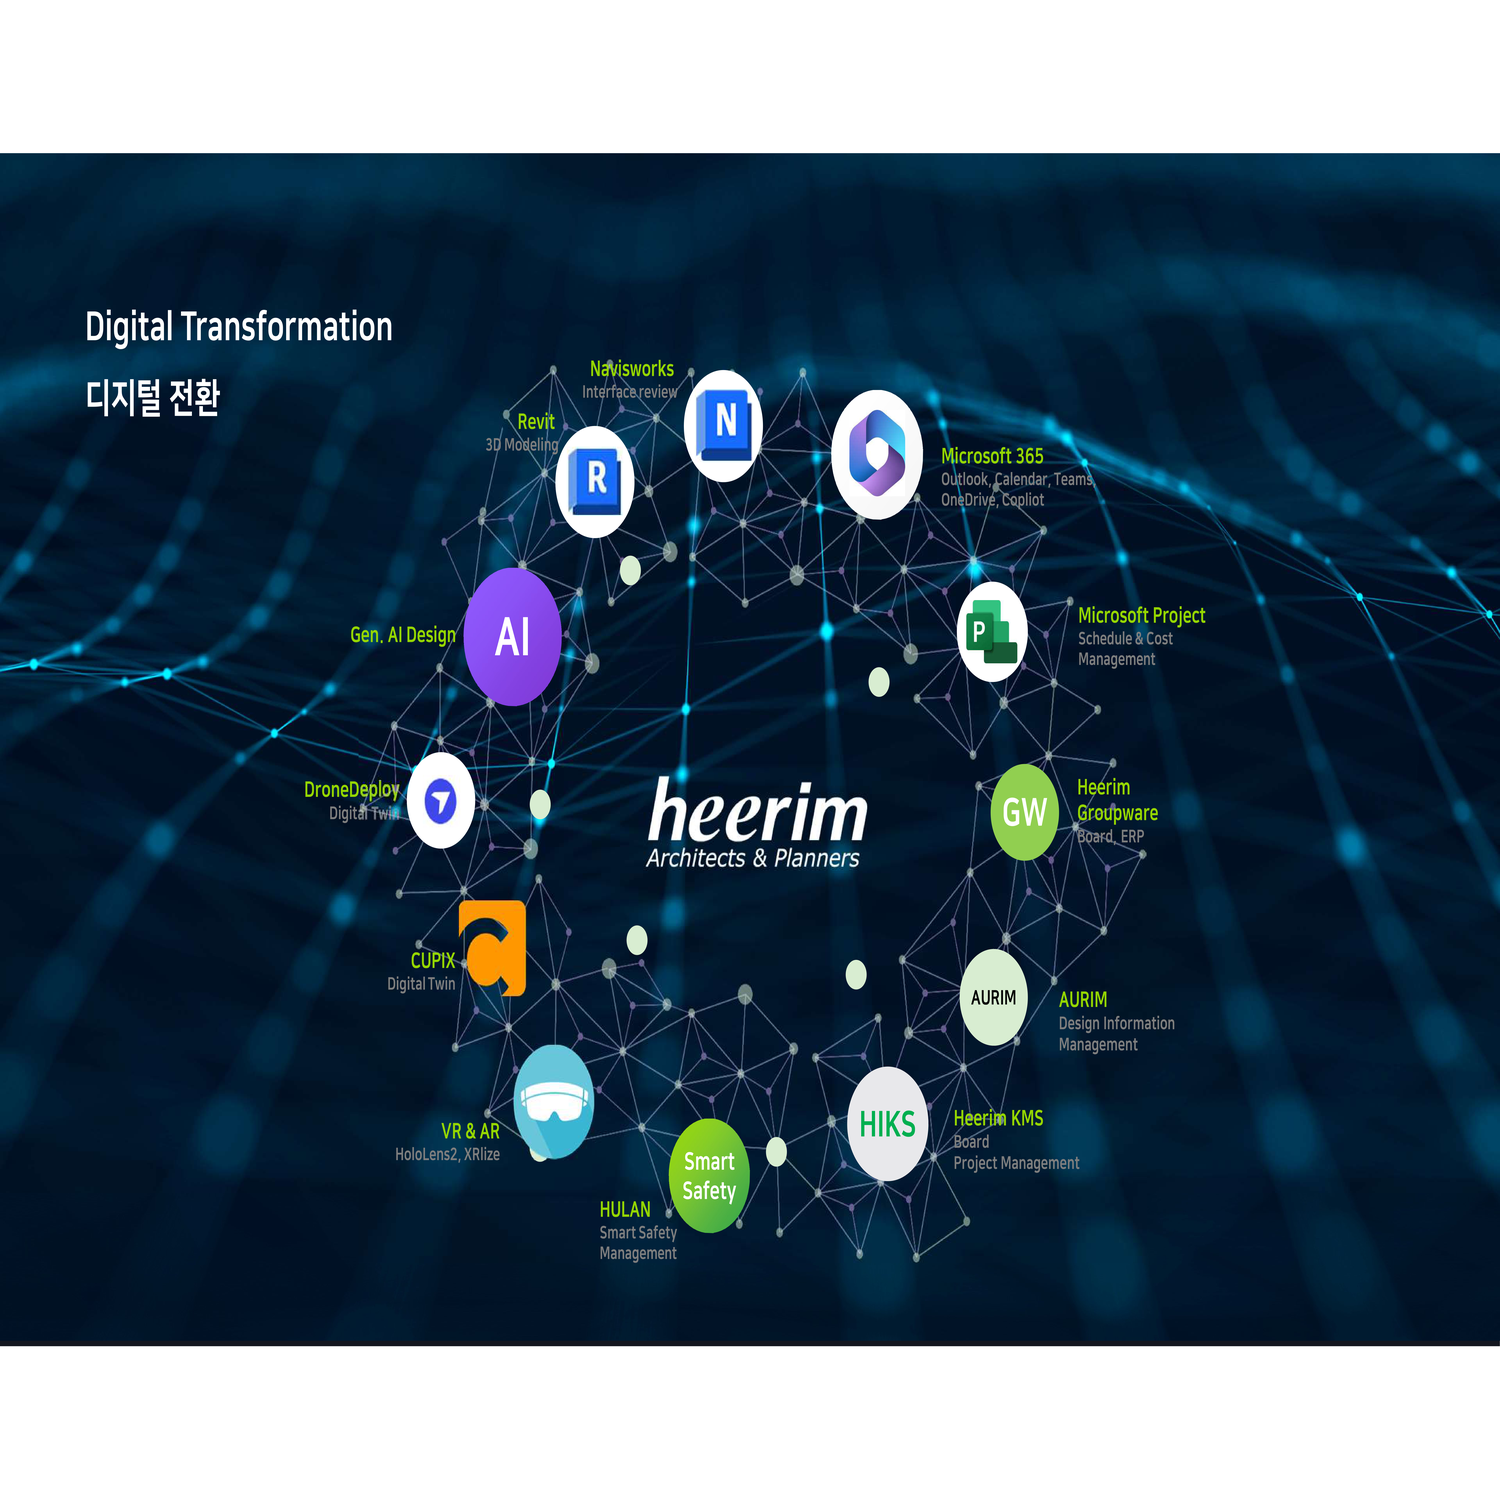 Digital Transformation
디지털 전환
Navisworks
Interface review
N
Revit
3D Modeling
R
Microsoft 365
Outlook, Calendar, Teams,
OneDrive, Copliot
Gen. AI Design
AI
P
Microsoft Project
Schedule & Cost
Management
DroneDeploy
Digital Twin
heerim
Architects & Planners
GW
Heerim
Groupware
Board, ERP
CUPIX
Digital Twin
AURIM
AURIM
Design Information
Management
VR & AR
HoloLens2, XRlize
HIKS
Heerim KMS
Board
Project Management
Smart
Safety
HULAN
Smart Safety
Management